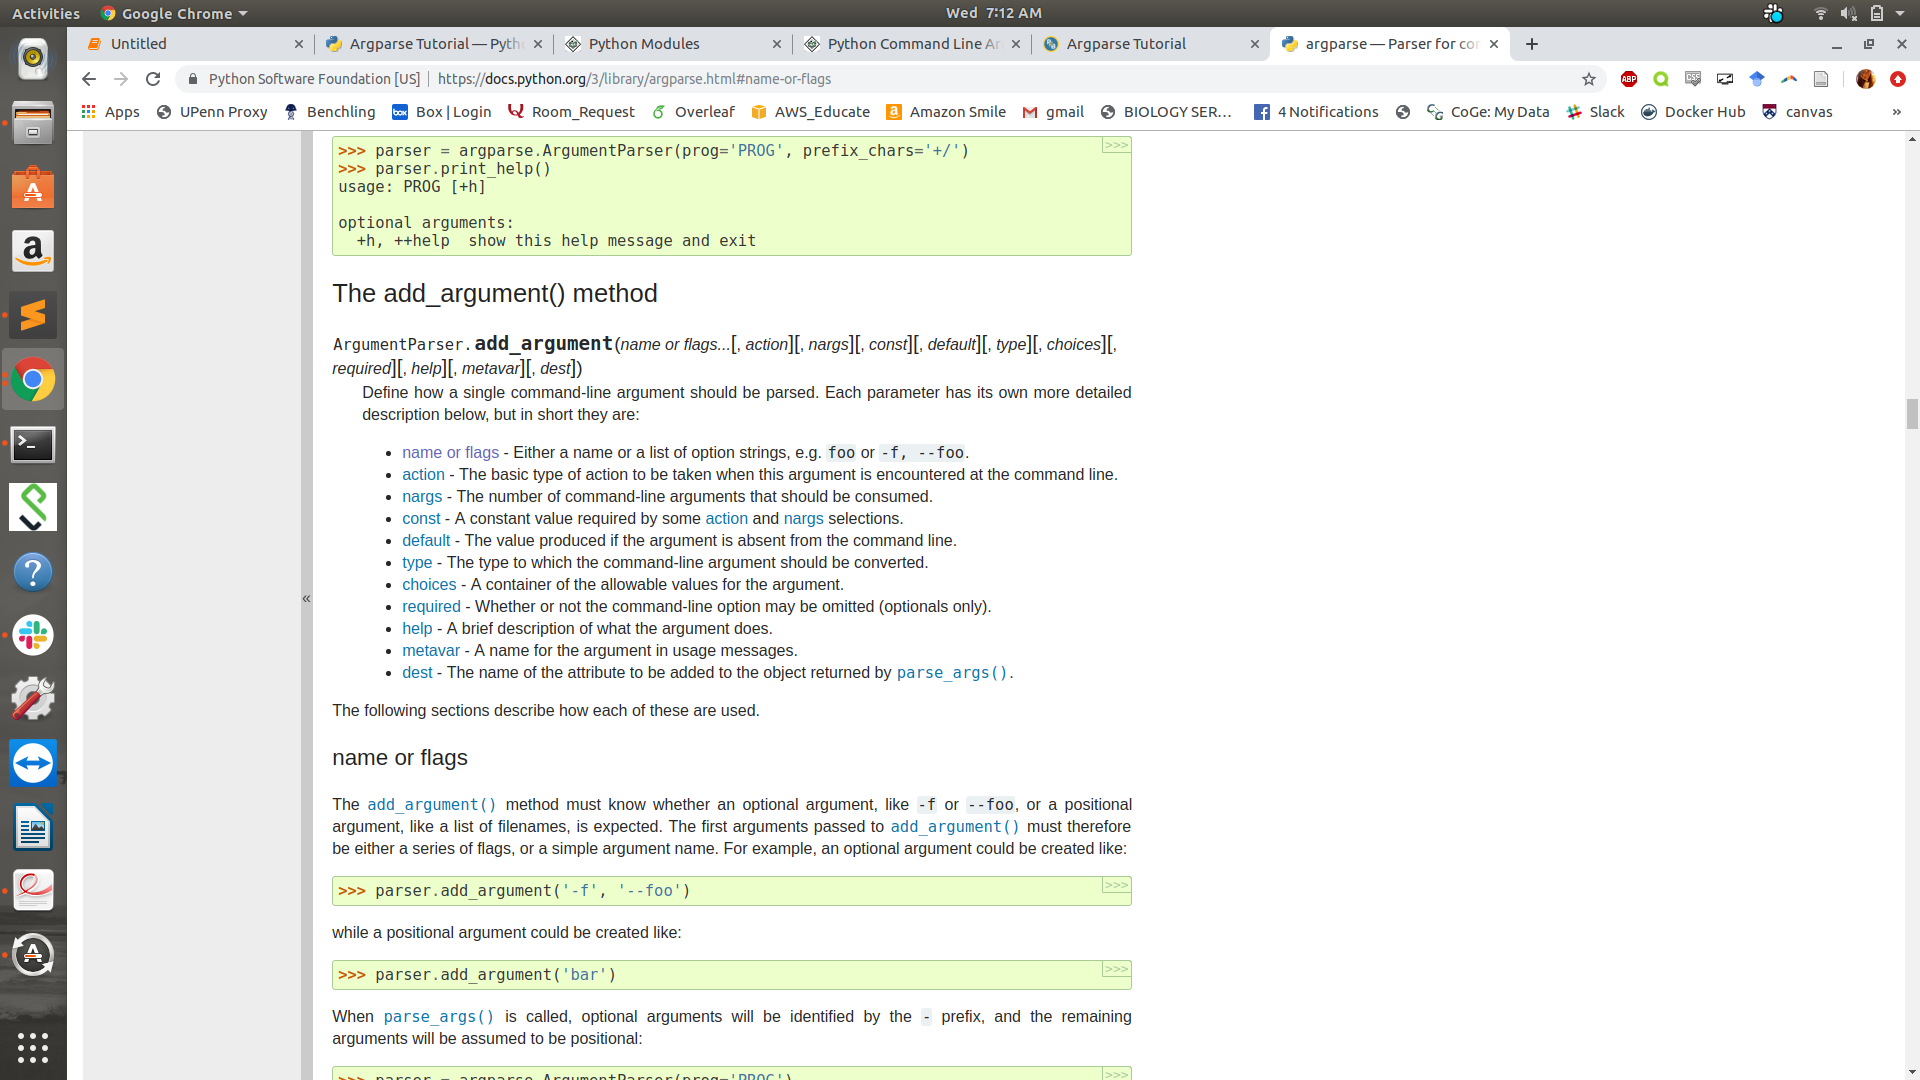 Activities Google Chrome Wed 7:12 AM
Untitled Argparse Tutorial — Pyth Python Modules Python Command Line Ar Argparse Tutorial argparse — Parser for co
Python Software Foundation [US] https://docs.python.org/3/library/argparse.html#name-or-flags
Apps UPenn Proxy Benchling Box | Login Room_Request Overleaf AWS_Educate Amazon Smile gmail BIOLOGY SER... 4 Notifications CoGe: My Data Slack Docker Hub canvas »
>>> parser = argparse.ArgumentParser(prog='PROG', prefix_chars='+/') >>>
>>> parser.print_help()
usage: PROG [+h]
optional arguments:
+h, ++help show this help message and exit
The add_argument() method
ArgumentParser.add_argument(name or flags...[, action][, nargs][, const][, default][, type][, choices][,
required][, help][, metavar][, dest])
Define how a single command-line argument should be parsed. Each parameter has its own more detailed
description below, but in short they are:
• name or flags - Either a name or a list of option strings, e.g. foo or -f, --foo.
• action - The basic type of action to be taken when this argument is encountered at the command line.
• nargs - The number of command-line arguments that should be consumed.
• const - A constant value required by some action and nargs selections.
• default - The value produced if the argument is absent from the command line.
• type - The type to which the command-line argument should be converted.
• choices - A container of the allowable values for the argument.
«
• required - Whether or not the command-line option may be omitted (optionals only).
• help - A brief description of what the argument does.
• metavar - A name for the argument in usage messages.
• dest - The name of the attribute to be added to the object returned by parse_args().
The following sections describe how each of these are used.
name or flags
The add_argument() method must know whether an optional argument, like -f or --foo, or a positional
argument, like a list of filenames, is expected. The first arguments passed to add_argument() must therefore
be either a series of flags, or a simple argument name. For example, an optional argument could be created like:
>>> parser.add_argument('-f', '--foo') >>>
while a positional argument could be created like:
>>> parser.add_argument('bar') >>>
When parse_args() is called, optional arguments will be identified by the - prefix, and the remaining
arguments will be assumed to be positional:
>>> parser = argparse.ArgumentParser(prog='PROG') >>>